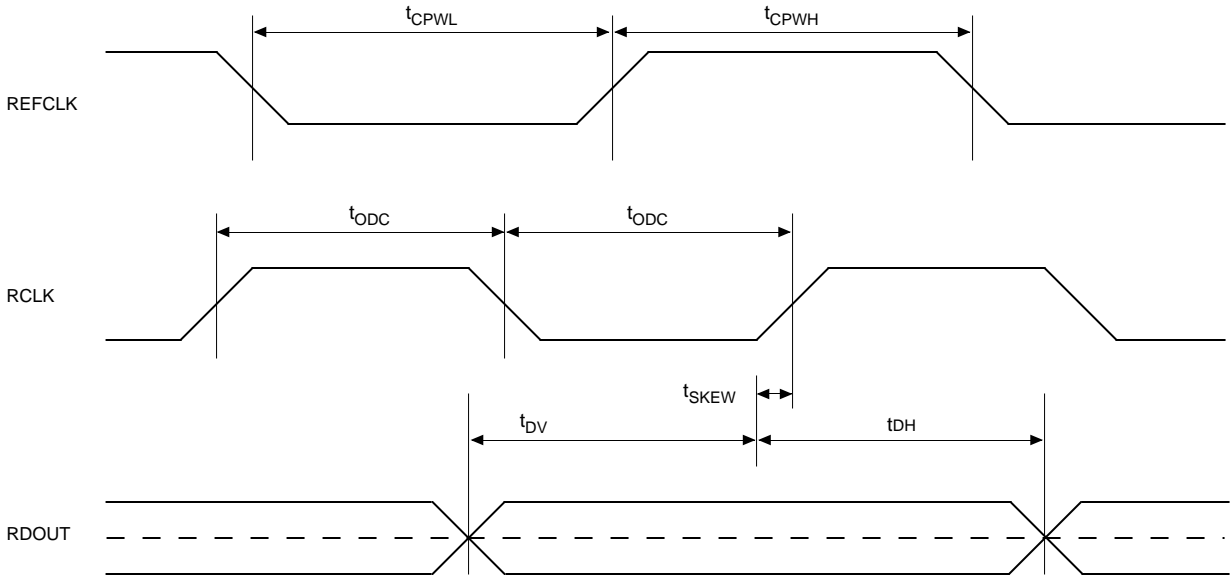 tCPWL tCPWH
REFCLK
tODC tODC
RCLK
tSKEW
tDV tDH
RDOUT